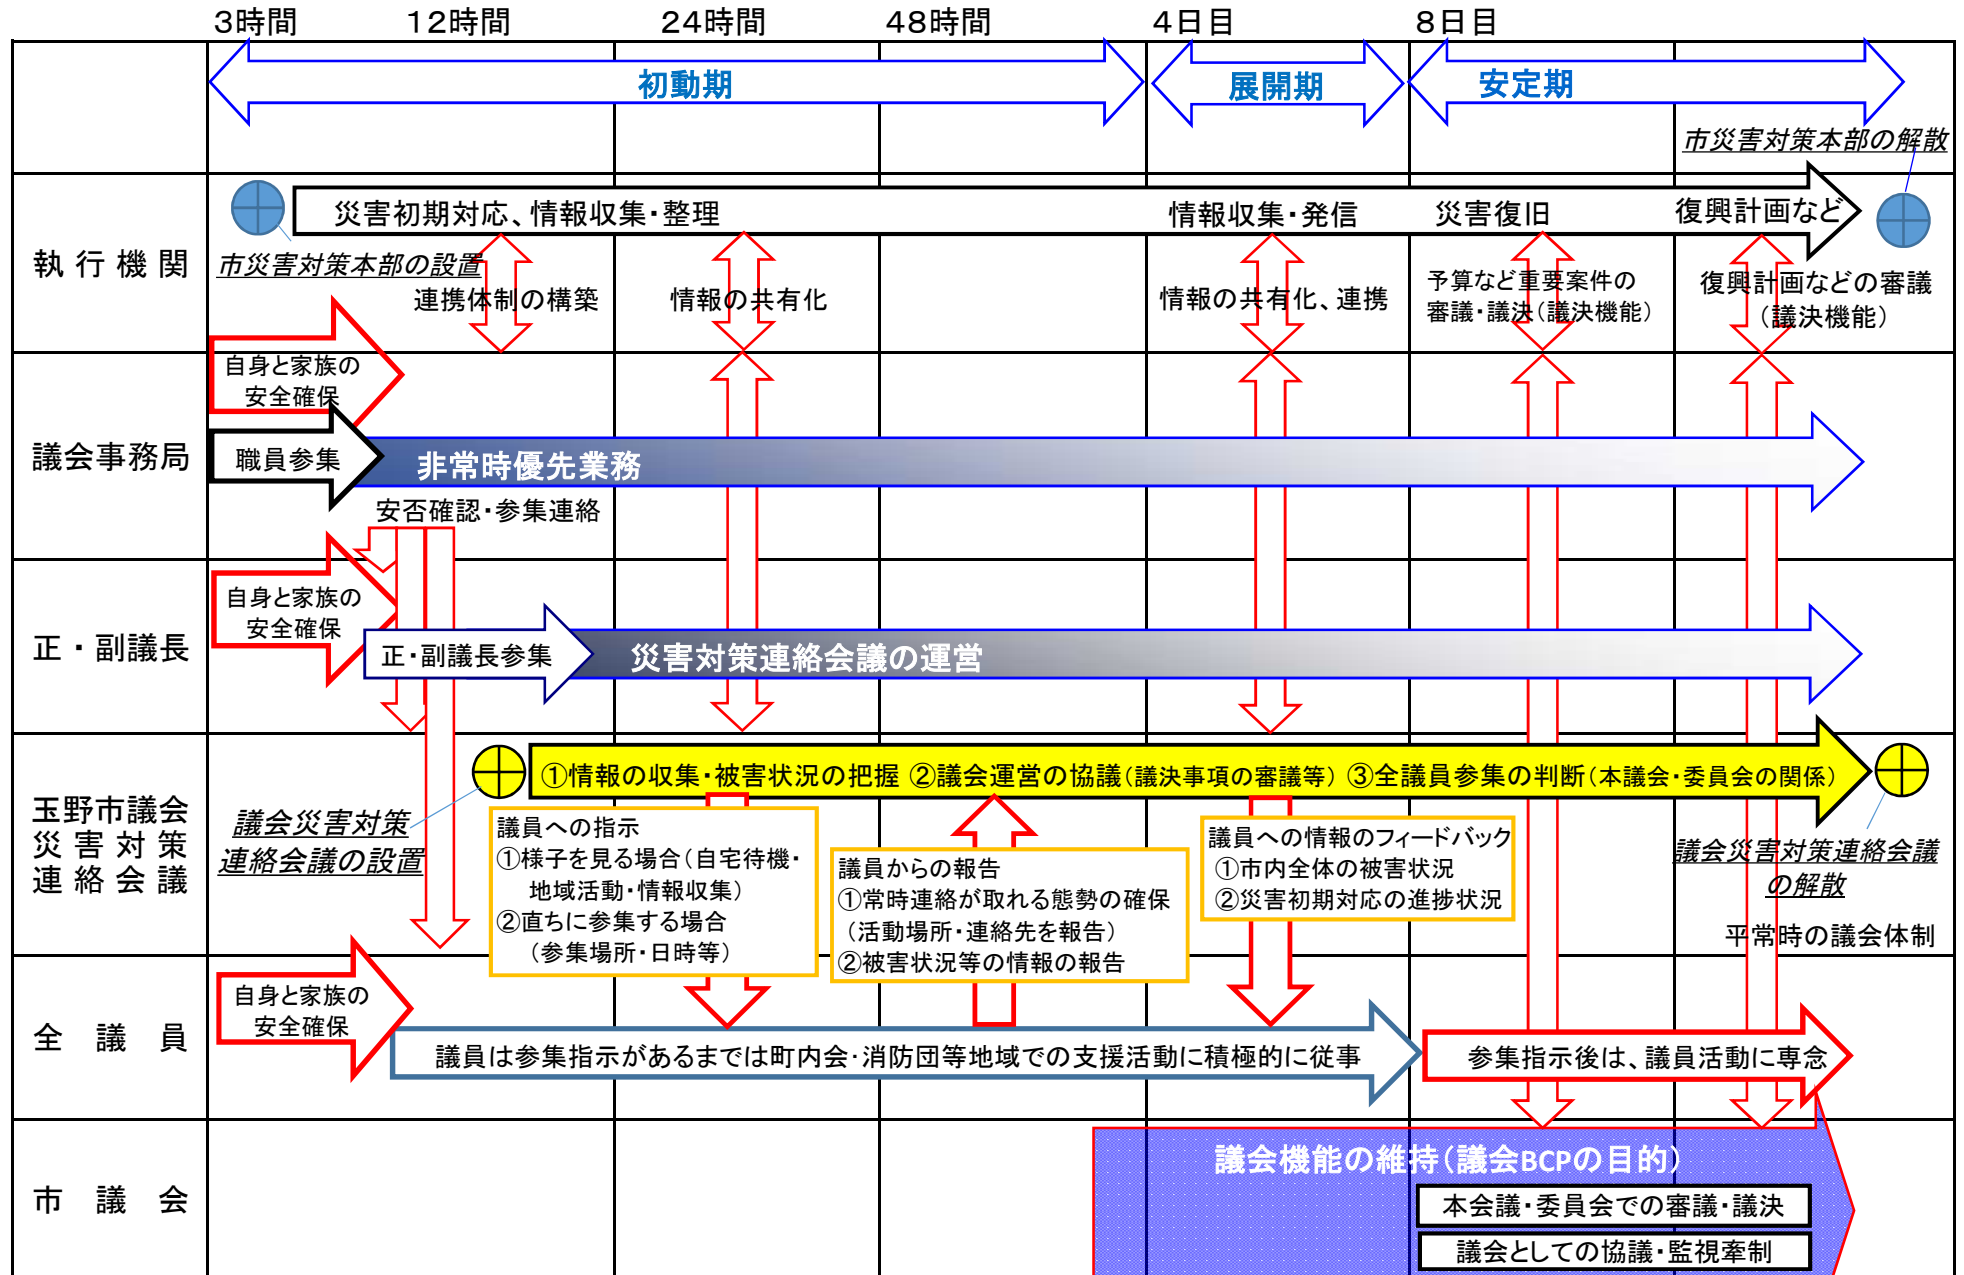 3時間 12時間 24時間 48時間 4日目 8日目
初動期 展開期 安定期
市災害対策本部の解散
執行機関
災害初期対応、情報収集・整理 情報収集・発信 災害復旧 復興計画など
市災害対策本部の設置
連携体制の構築
情報の共有化
情報の共有化、連携
予算など重要案件の
審議・議決(議決機能)
復興計画などの審議
(議決機能)
自身と家族の
安全確保
議会事務局
職員参集
非常時優先業務
安否確認・参集連絡
自身と家族の
安全確保
正・副議長
正・副議長参集
災害対策連絡会議の運営
玉野市議会
災害対策
連絡会議
①情報の収集・被害状況の把握 ②議会運営の協議(議決事項の審議等) ③全議員参集の判断(本議会・委員会の関係)
議会災害対策
連絡会議の設置
議員への指示
①様子を見る場合(自宅待機・
地域活動・情報収集)
②直ちに参集する場合
(参集場所・日時等)
議員からの報告
①常時連絡が取れる態勢の確保
(活動場所・連絡先を報告)
②被害状況等の情報の報告
議員への情報のフィードバック
①市内全体の被害状況
②災害初期対応の進捗状況
議会災害対策連絡会議
の解散
平常時の議会体制
全議員
自身と家族の
安全確保
議員は参集指示があるまでは町内会・消防団等地域での支援活動に積極的に従事
参集指示後は、議員活動に専念
市議会
議会機能の維持(議会BCPの目的)
本会議・委員会での審議・議決
議会としての協議・監視牽制